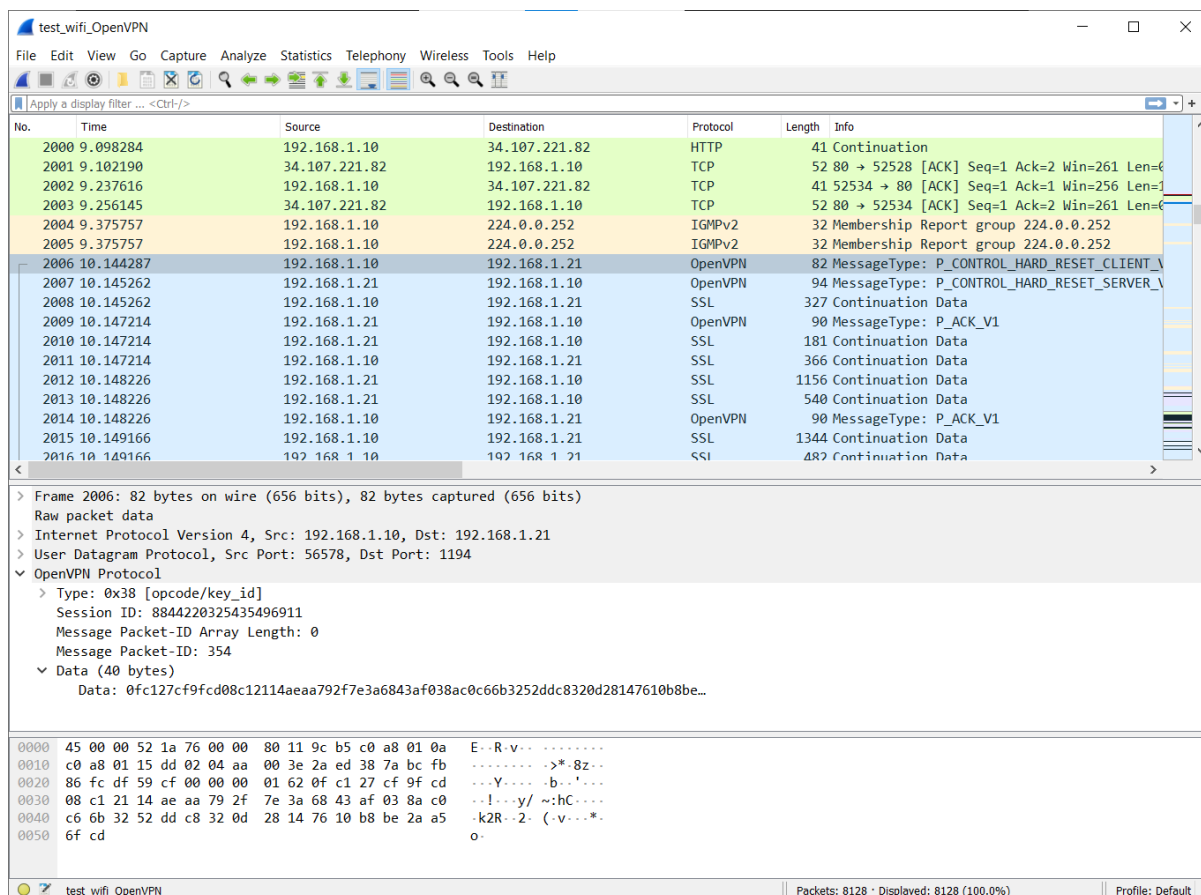 test_wifi_OpenVPN
File Edit View Go Capture Analyze Statistics Telephony Wireless Tools Help
Apply a display filter ... <Ctrl-/>
No. Time Source Destination Protocol Length Info
2000 9.098284 192.168.1.10 34.107.221.82 HTTP 41 Continuation
2001 9.102190 34.107.221.82 192.168.1.10 TCP 52 80 → 52528 [ACK] Seq=1 Ack=2 Win=261 Len=
2002 9.237616 192.168.1.10 34.107.221.82 TCP 41 52534 → 80 [ACK] Seq=1 Ack=1 Win=256 Len=1
2003 9.256145 34.107.221.82 192.168.1.10 TCP 52 80 → 52534 [ACK] Seq=1 Ack=2 Win=261 Len=
2004 9.375757 192.168.1.10 224.0.0.252 IGMPv2 32 Membership Report group 224.0.0.252
2005 9.375757 192.168.1.10 224.0.0.252 IGMPv2 32 Membership Report group 224.0.0.252
2006 10.144287 192.168.1.10 192.168.1.21 OpenVPN 82 MessageType: P_CONTROL_HARD_RESET_CLIENT_
2007 10.145262 192.168.1.21 192.168.1.10 OpenVPN 94 MessageType: P_CONTROL_HARD_RESET_SERVER_
2008 10.145262 192.168.1.10 192.168.1.21 SSL 327 Continuation Data
2009 10.147214 192.168.1.21 192.168.1.10 OpenVPN 90 MessageType: P_ACK_V1
2010 10.147214 192.168.1.21 192.168.1.10 SSL 181 Continuation Data
2011 10.147214 192.168.1.21 192.168.1.10 SSL 366 Continuation Data
2012 10.148226 192.168.1.21 192.168.1.10 SSL 1156 Continuation Data
2013 10.148226 192.168.1.21 192.168.1.10 SSL 540 Continuation Data
2014 10.148226 192.168.1.10 192.168.1.21 OpenVPN 90 MessageType: P_ACK_V1
2015 10.149166 192.168.1.10 192.168.1.21 SSL 1344 Continuation Data
2016 10.149166 192.168.1.10 192.168.1.21 SSL 482 Continuation Data
Frame 2006: 82 bytes on wire (656 bits), 82 bytes captured (656 bits)
Raw packet data
Internet Protocol Version 4, Src: 192.168.1.10, Dst: 192.168.1.21
User Datagram Protocol, Src Port: 56578, Dst Port: 1194
OpenVPN Protocol
Type: 0x38 [opcode/key_id]
Session ID: 8844220325435496911
Message Packet-ID Array Length: 0
Message Packet-ID: 354
Data (40 bytes)
Data: 0fc127cf9fcd08c12114aeaa792f7e3a6843af038ac0c66b3252ddc8320d28147610b8be…
0000 45 00 00 52 1a 76 00 00 80 11 9c b5 c0 a8 01 0a E··R·v·· ········
0010 c0 a8 01 15 dd 02 04 aa 00 3e 2a ed 38 7a bc fb ········ ·>*·8z··
0020 86 fc df 59 cf 00 00 00 01 62 0f c1 27 cf 9f cd ···Y···· ·b··'···
0030 08 c1 21 14 ae aa 79 2f 7e 3a 68 43 af 03 8a c0 ··!···y/ ~:hC····
0040 c6 6b 32 52 dd c8 32 0d 28 14 76 10 b8 be 2a a5 ·k2R··2· (·v···*·
0050 6f cd o·
test_wifi_OpenVPN Packets: 8128 · Displayed: 8128 (100.0%) Profile: Default